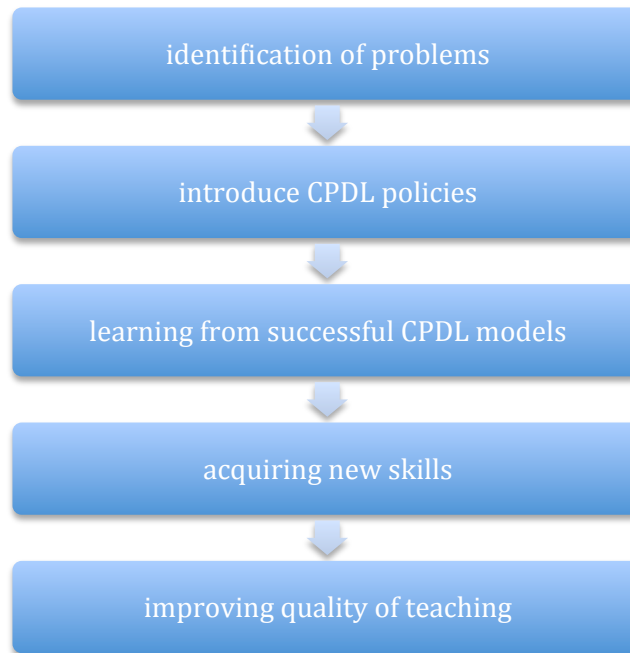 identification of problems
introduce CPDL policies
learning from successful CPDL models
acquiring new skills
improving quality of teaching